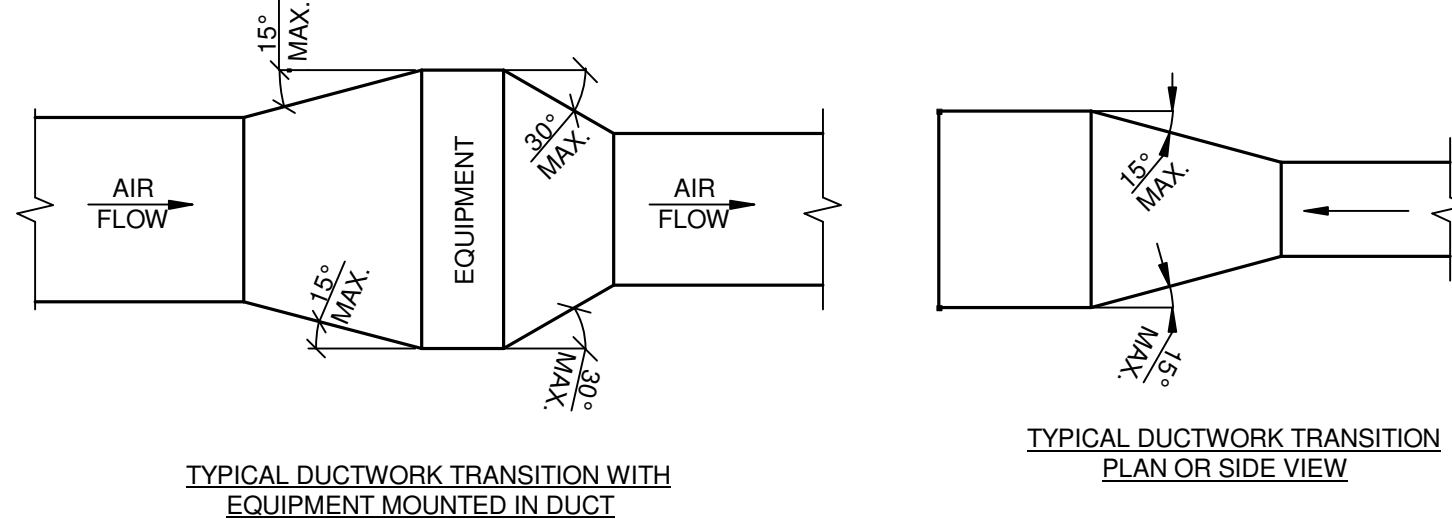 15°
MAX.
AIR
FLOW
15°
MAX.
EQUIPMENT
30°
MAX.
30°
MAX.
AIR
FLOW
TYPICAL DUCTWORK TRANSITION WITH
EQUIPMENT MOUNTED IN DUCT
15°
MAX.
15°
MAX.
TYPICAL DUCTWORK TRANSITION
PLAN OR SIDE VIEW